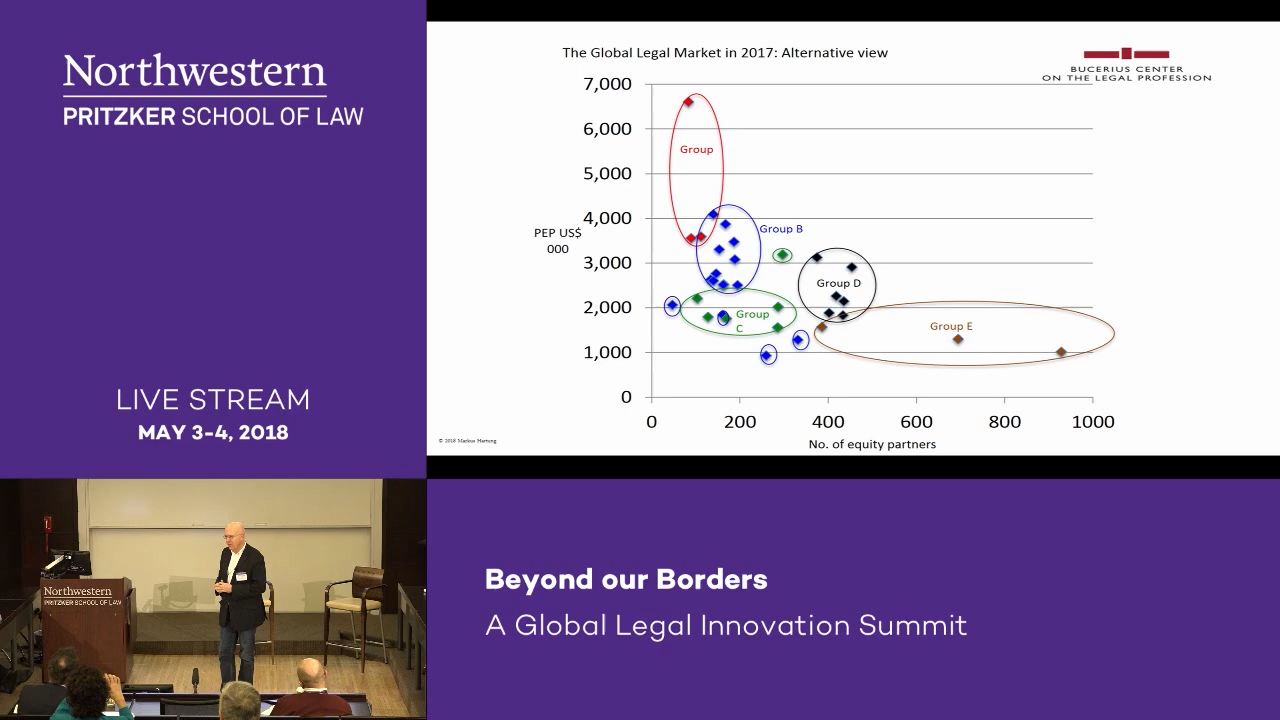 Northwestern
PRITZKER SCHOOL OF LAW
LIVE STREAM
MAY 3-4, 2018
The Global Legal Market in 2017: Alternative view
BUCERIUS CENTER
ON THE LEGAL PROFESSION
7,000
6,000
5,000
4,000
3,000
2,000
1,000
0
PEP US$
000
Group
Group B
Group
C
Group D
Group E
0
200
400
600
800
1000
No. of equity partners
© 2018 Markus Hartung
Northwestern
PRITZKER SCHOOL OF LAW
Beyond our Borders
A Global Legal Innovation Summit